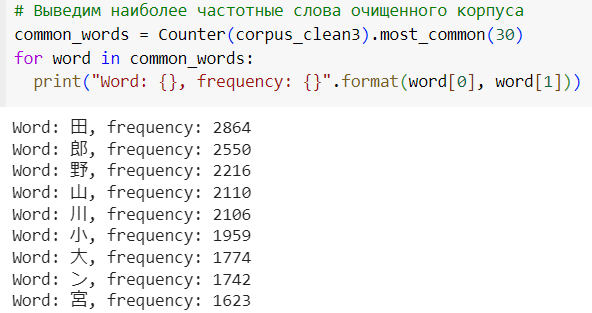 # Выведим наиболее частотные слова очищенного корпуса
common_words = Counter(corpus_clean3).most_common(30)
for word in common_words:
  print("Word: {}, frequency: {}".format(word[0], word[1]))
Word: 田, frequency: 2864
Word: 郎, frequency: 2550
Word: 野, frequency: 2216
Word: 山, frequency: 2110
Word: 川, frequency: 2106
Word: 小, frequency: 1959
Word: 大, frequency: 1774
Word: ン, frequency: 1742
Word: 宮, frequency: 1623